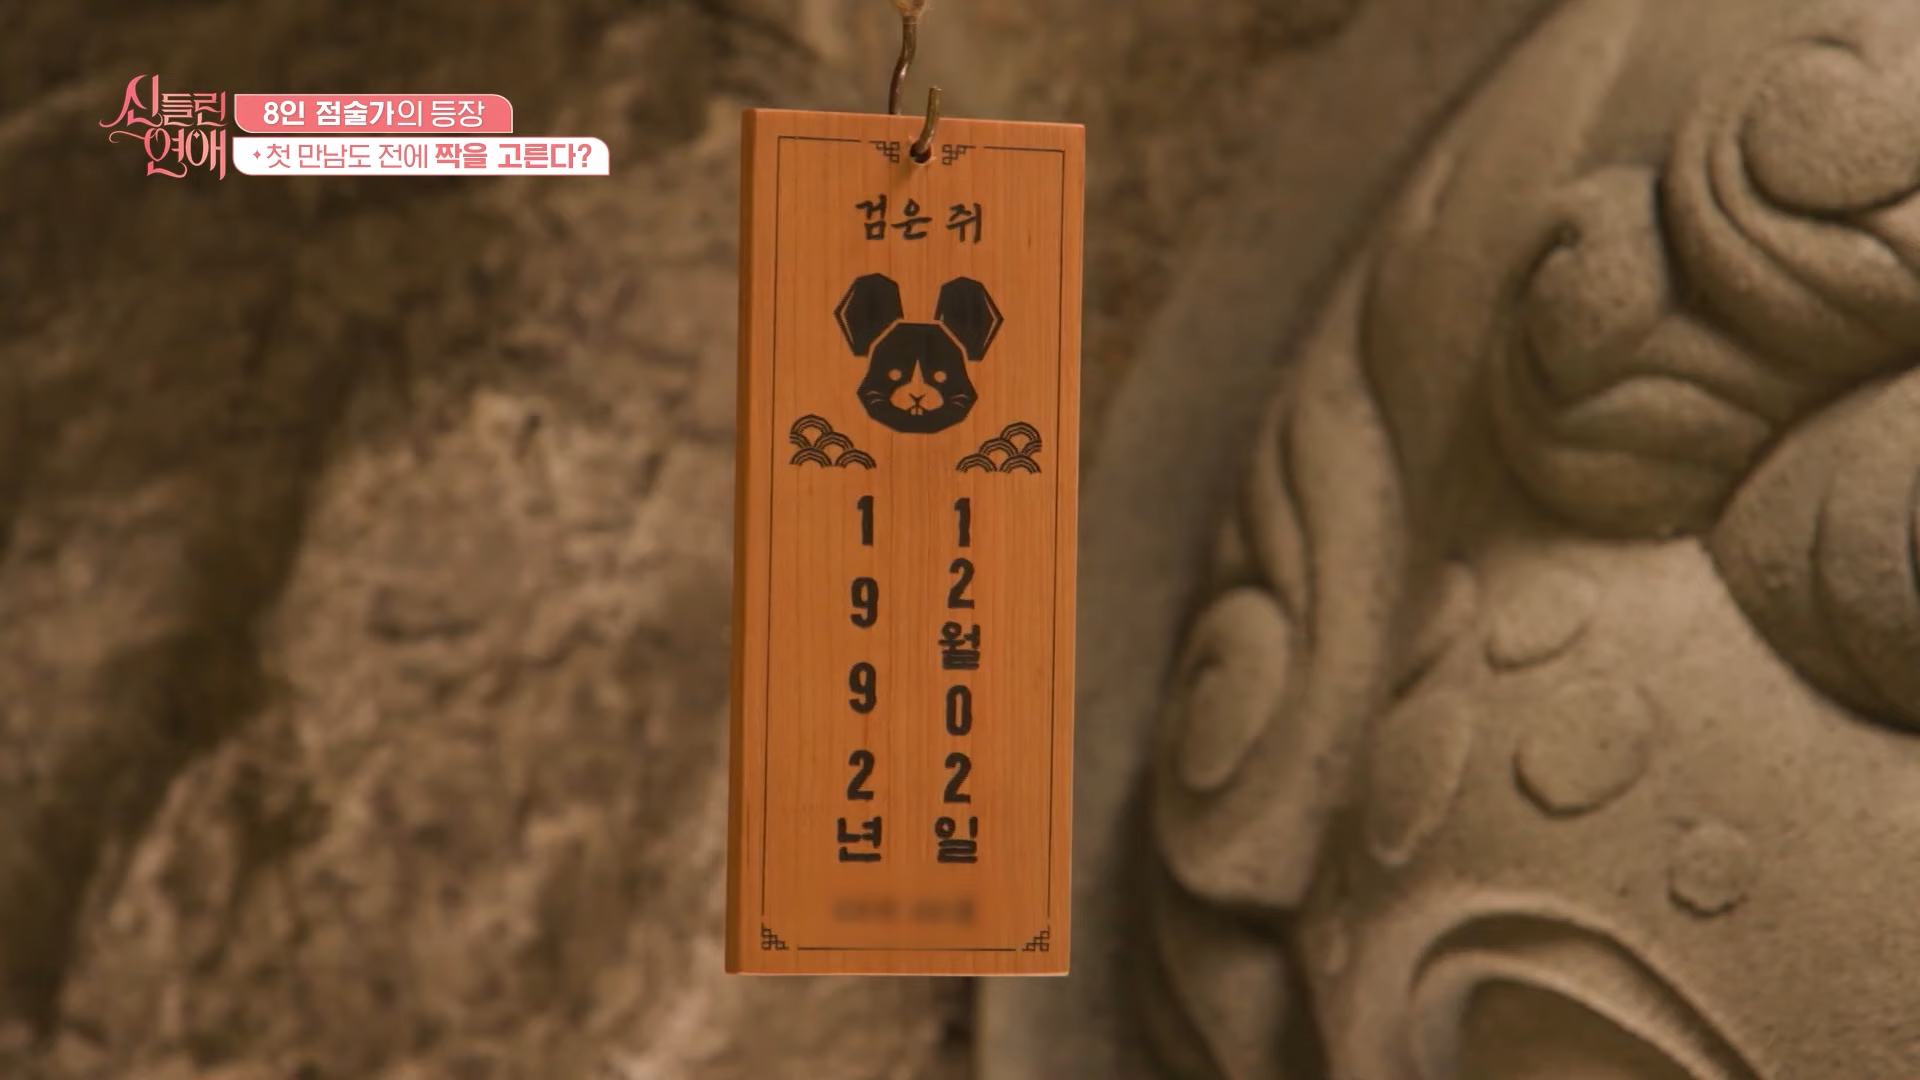 신들린
연애
8인 점술가의 등장
첫 만남도 전에 짝을 고른다?
검은 쥐
1992년
12월02일